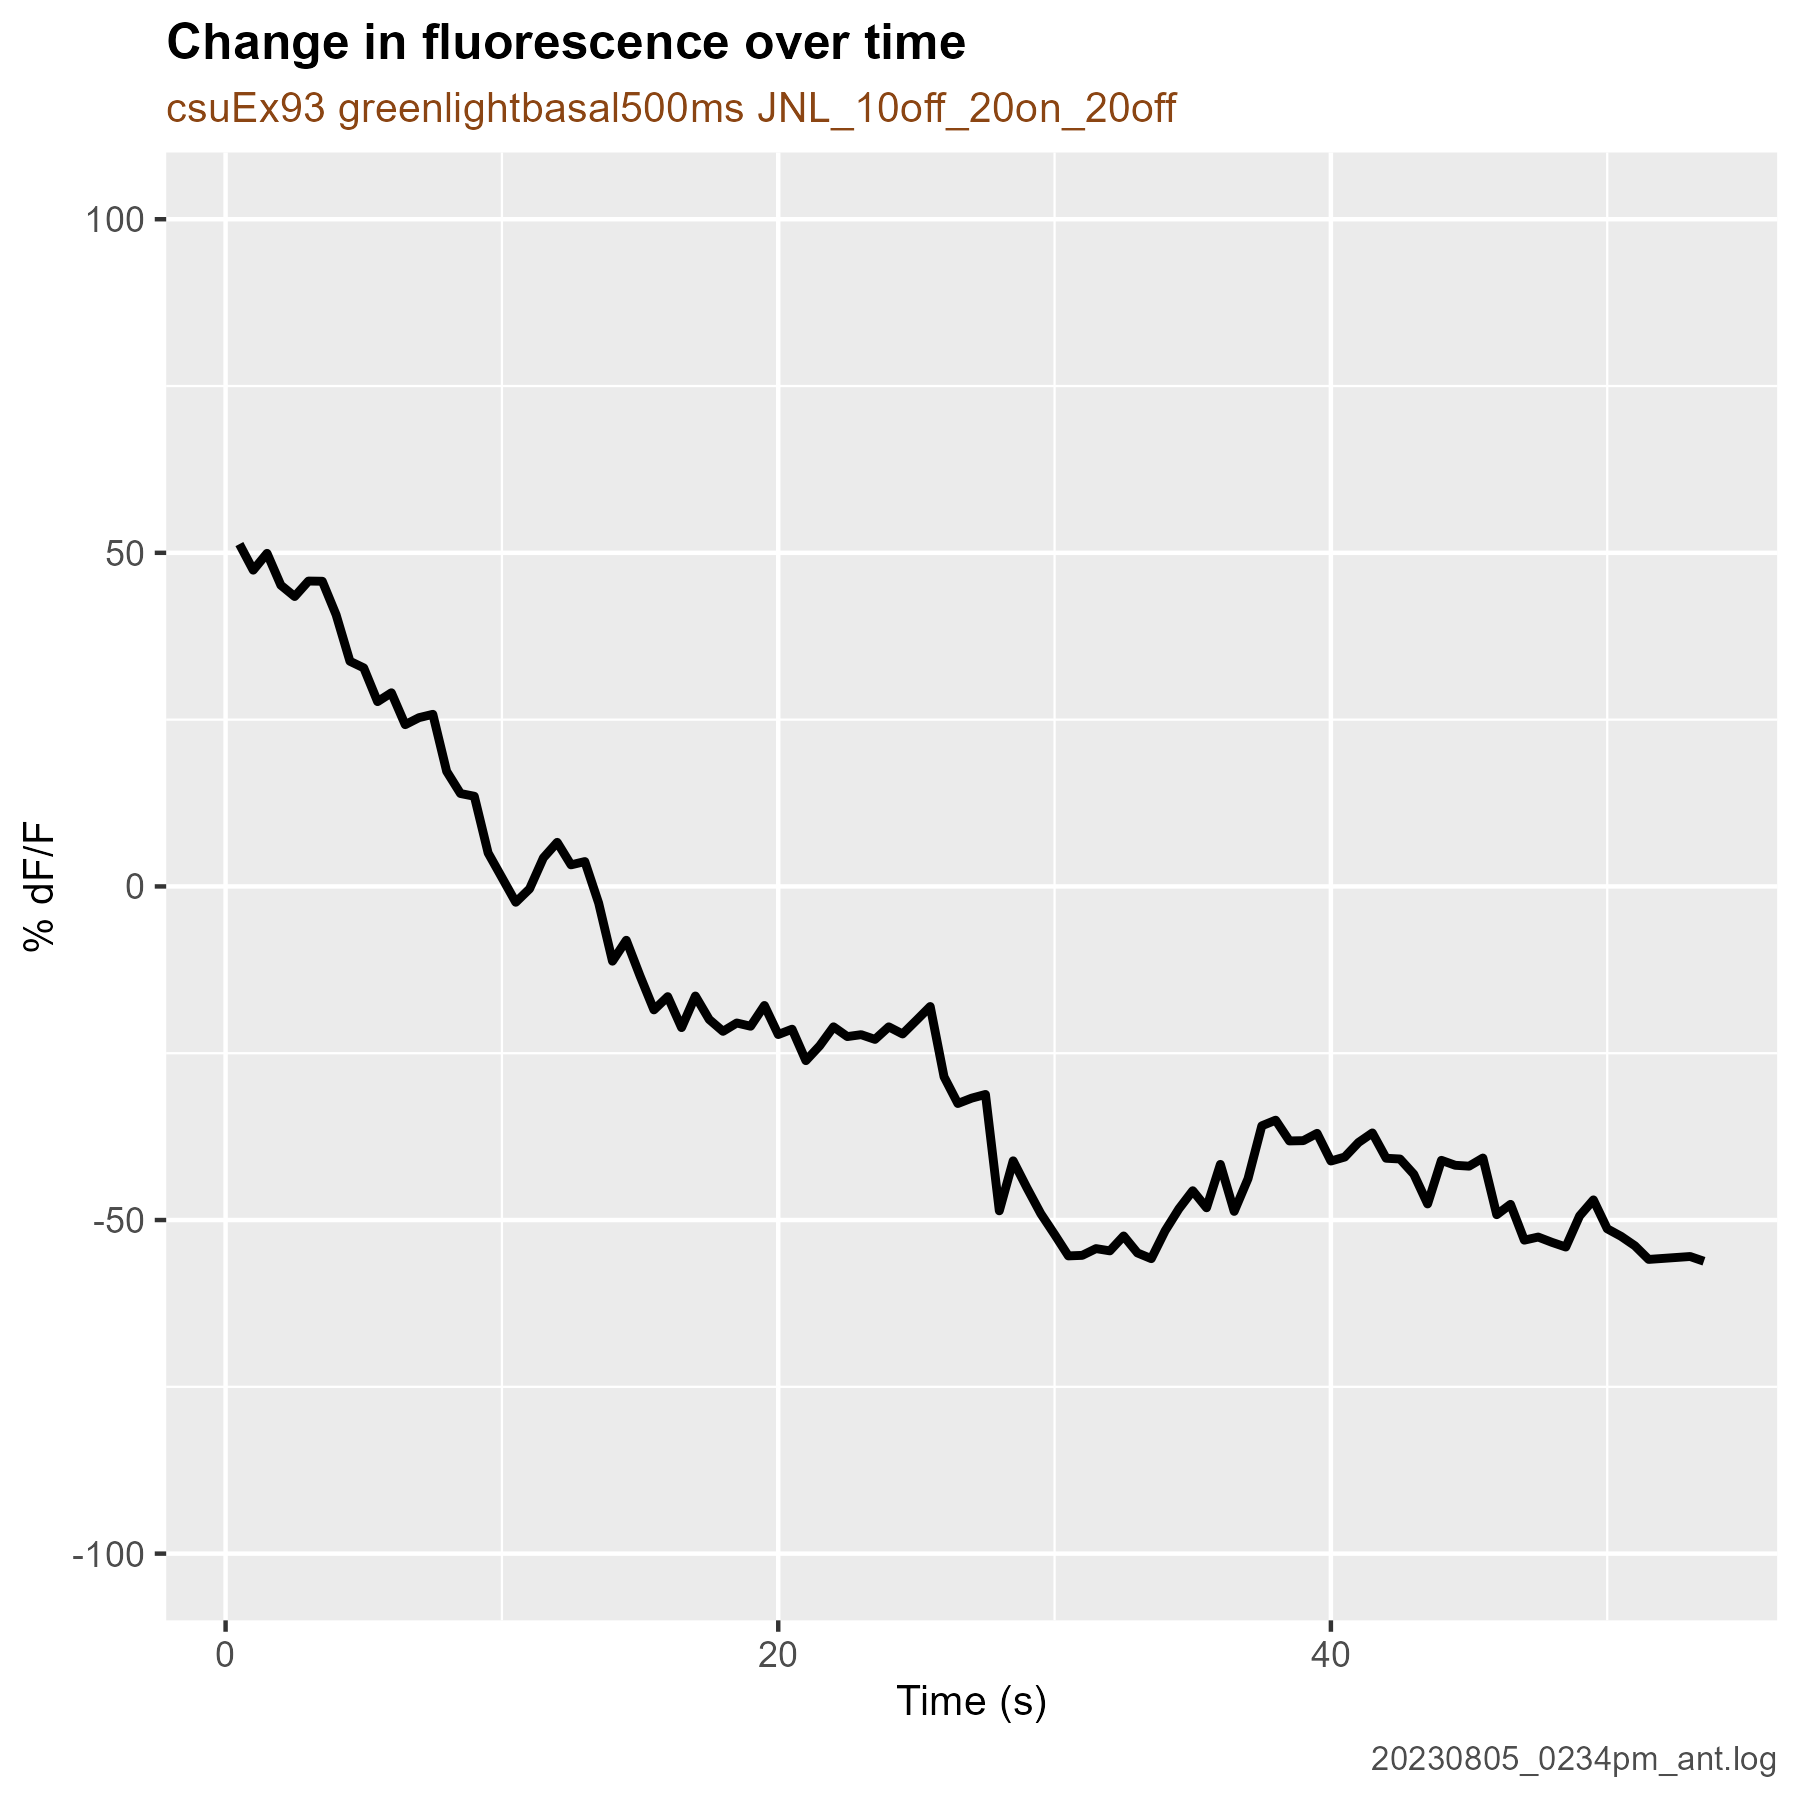 Change in fluorescence over time
csuEx93 greenlightbasal500ms JNL_10off_20on_20off
100
50
0
-50
-100
% dF/F
0
20
40
Time (s)
20230805_0234pm_ant.log